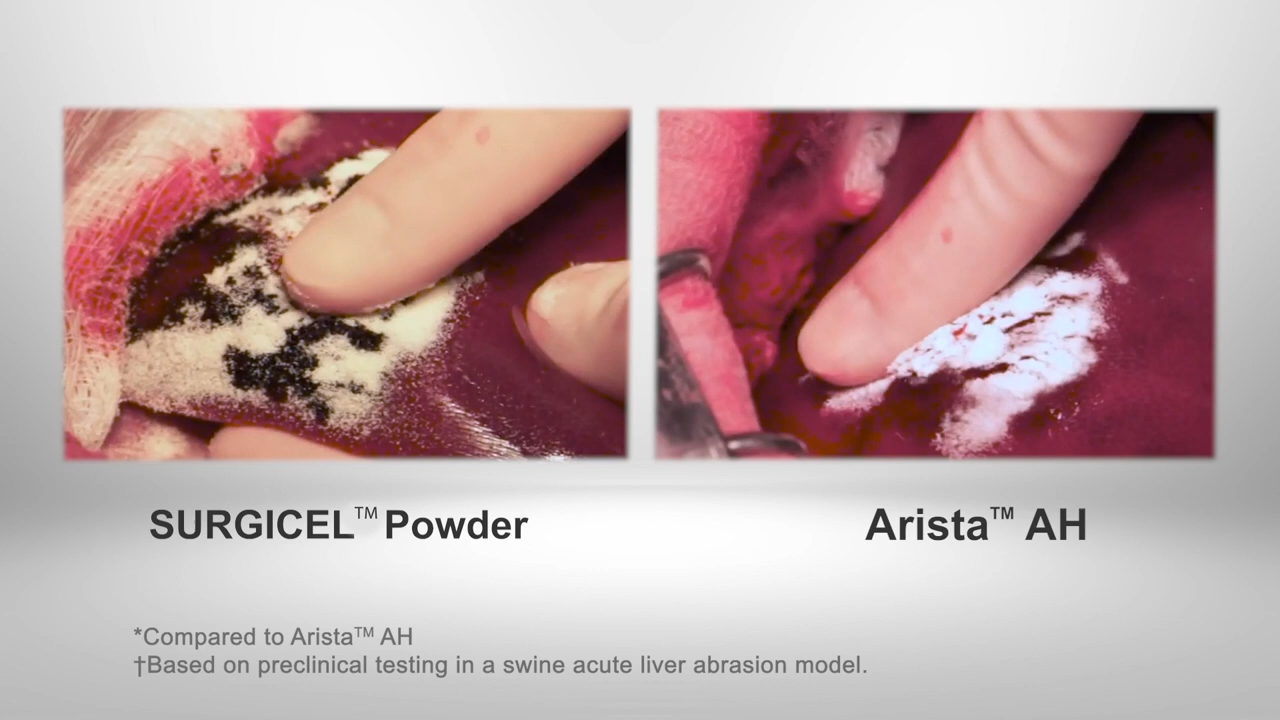 SURGICEL™ Powder
Arista™ AH
*Compared to Arista™ AH
†Based on preclinical testing in a swine acute liver abrasion model.